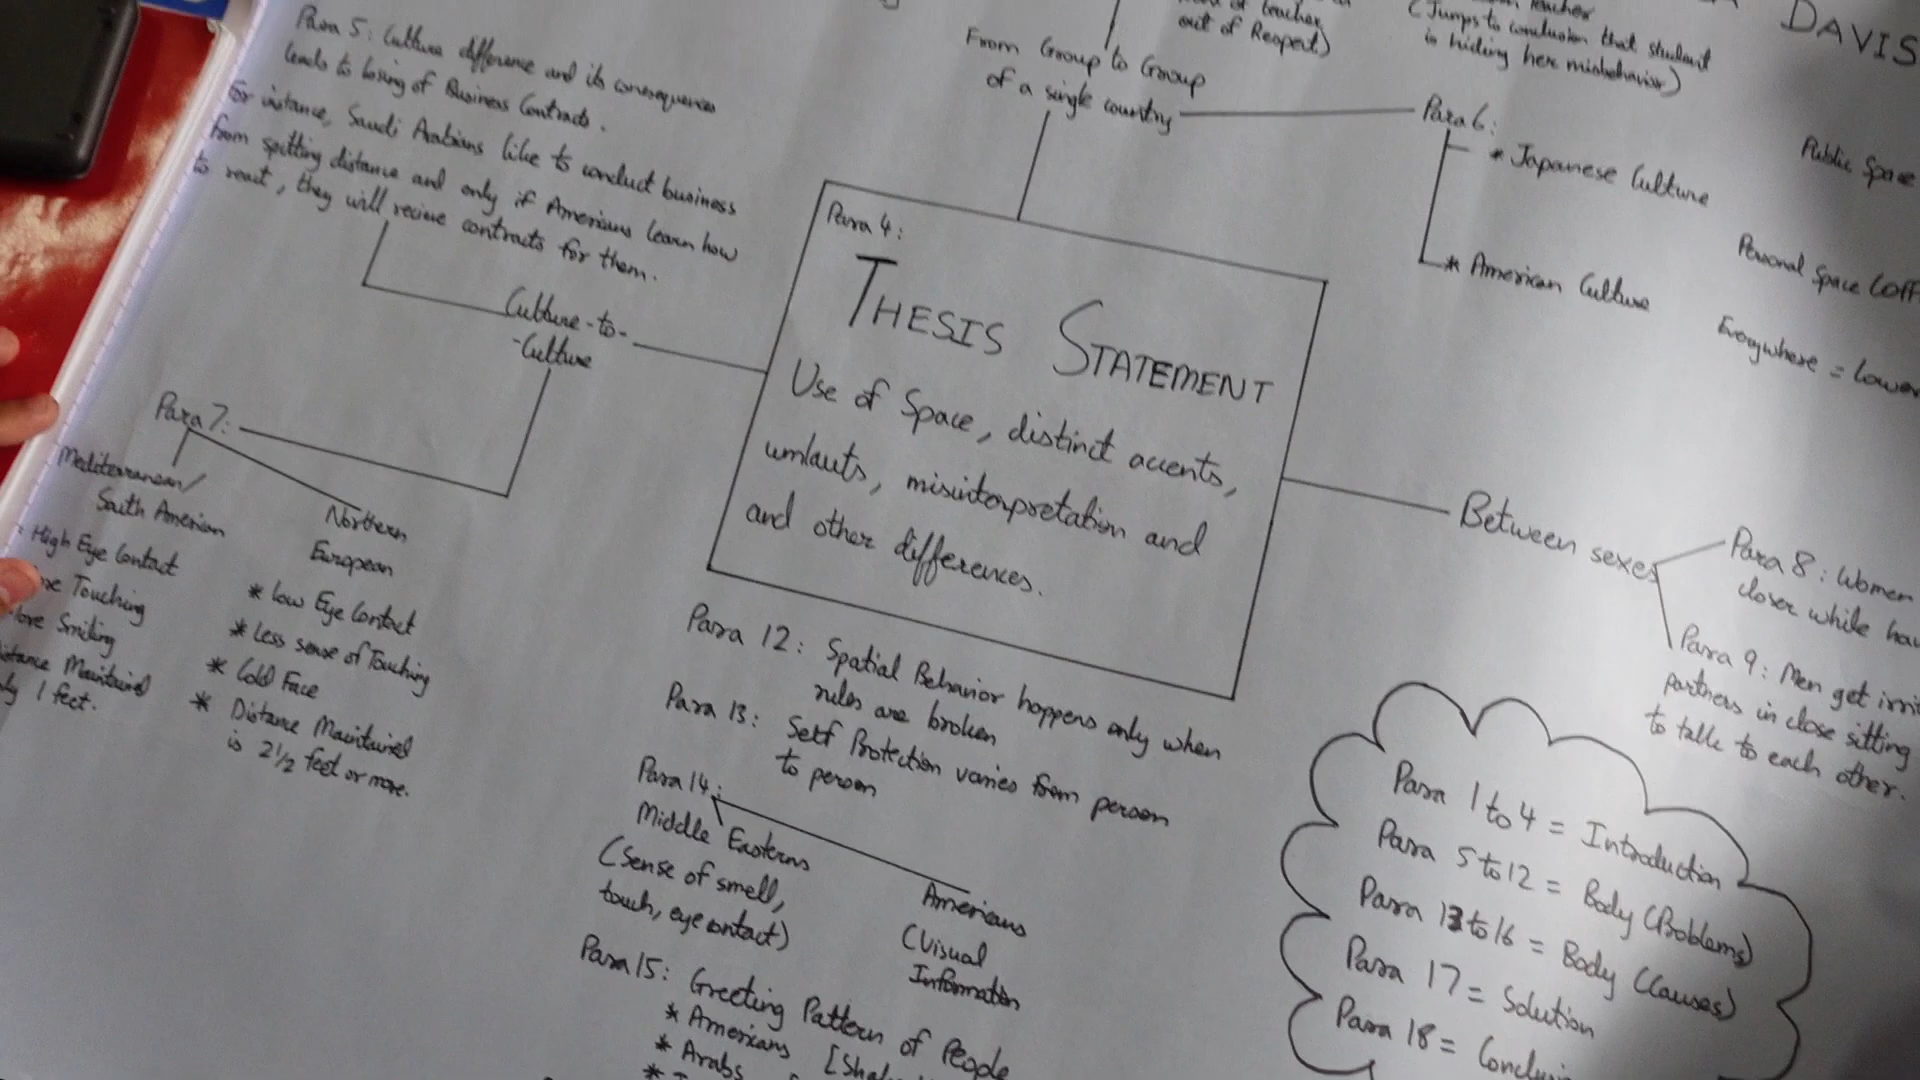 Para 5: Culture difference and its consequences
leads to losing of Business Contracts.
For instance, Saudi Arabians like to conduct business
from spitting distance and only if Americans learn how
to react, they will recieve contracts for them.
Culture-to-
-Culture
Para 7:
Mediterranean/
South American
High Eye Contact
Touching
Smiling
Maintained
1 feet.
Northern
European
* low Eye Contact
* Less sense of Touching
* Cold Face
* Distance Maintained
is 2 1/2 feet or more.
teacher
out of Respect)
(Jumps to conclusion that student
is hiding her misbehavior)
DAVIS
From Group to Group
of a single country
Para 6:
* Japanese Culture
* American Culture
Public Space
Personal Space (OFF
Everywhere = Lower
Para 4:
THESIS STATEMENT
Use of Space, distinct accents,
umlauts, misinterpretation and
and other differences.
Between sexes
Para 8: Women
closer while
Para 9: Men get
partners in close sitting
to talk to each other.
Para 12: Spatial Behavior happens only when
rules are broken
Para 13: Self Protection varies from person
to person
Para 14:
Middle Easterns
(Sense of smell,
touch, eye contact)
Americans
(Visual
Information
Para 15: Greeting Pattern of People
* Americans
* Arabs
Para 1 to 4 = Introduction
Para 5 to 12 = Body (Problems)
Para 13 to 16 = Body (Causes)
Para 17 = Solution
Para 18 =